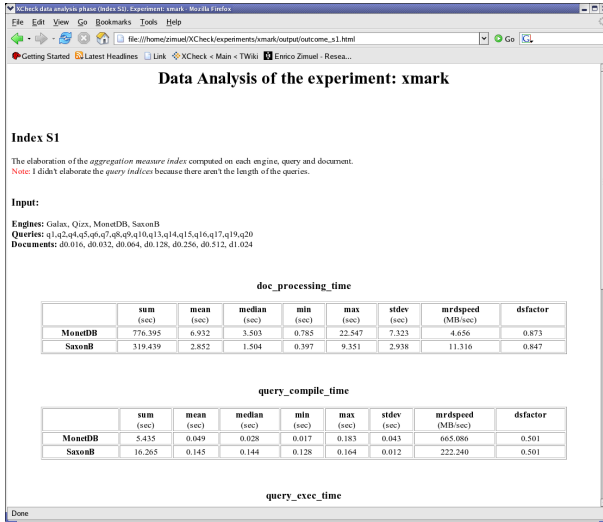 XCheck data analysis phase (Index S1). Experiment: xmark - Mozilla Firefox
File Edit View Go Bookmarks Tools Help
file:///home/zimuel/XCheck/experiments/xmark/output/outcome_s1.html Go
Getting Started Latest Headlines Link XCheck < Main < TWiki Enrico Zimuel - Resea...
Data Analysis of the experiment: xmark
Index S1
The elaboration of the aggregation measure index computed on each engine, query and document.
Note: I didn't elaborate the query indices because there aren't the length of the queries.
Input:
Engines: Galax, Qizx, MonetDB, SaxonB
Queries: q1,q2,q4,q5,q6,q7,q8,q9,q10,q13,q14,q15,q16,q17,q19,q20
Documents: d0.016, d0.032, d0.064, d0.128, d0.256, d0.512, d1.024
doc_processing_time
sum mean median min max stdev mrdspeed dsfactor
(sec) (sec) (sec) (sec) (sec) (sec) (MB/sec)
MonetDB 776.395 6.932 3.503 0.785 22.547 7.323 4.656 0.873
SaxonB 319.439 2.852 1.504 0.397 9.351 2.938 11.316 0.847
query_compile_time
sum mean median min max stdev mrdspeed dsfactor
(sec) (sec) (sec) (sec) (sec) (sec) (MB/sec)
MonetDB 5.435 0.049 0.028 0.017 0.183 0.043 665.086 0.501
SaxonB 16.265 0.145 0.144 0.128 0.164 0.012 222.240 0.501
query_exec_time
Done